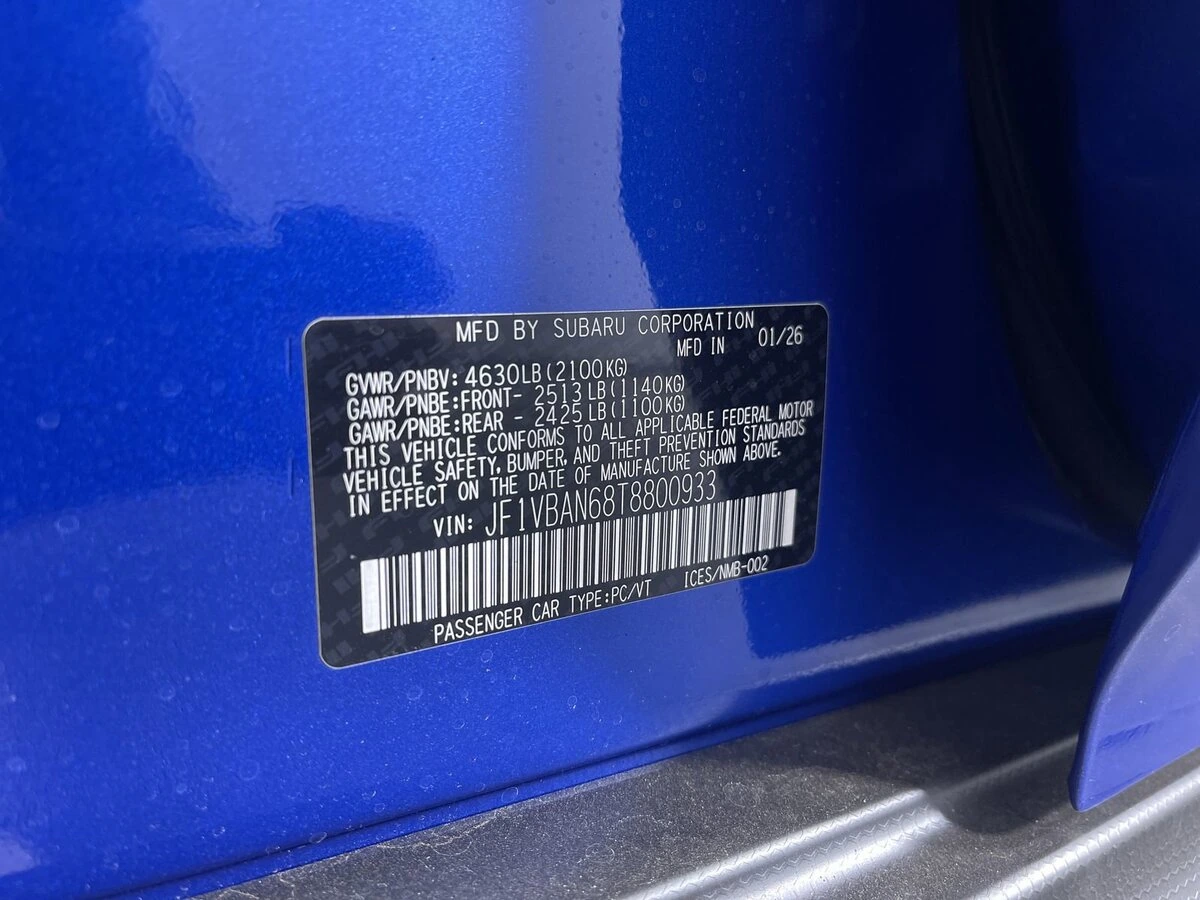 MFD BY SUBARU CORPORATION
MFD IN 01/26
GVWR/PNBV: 4630LB(2100KG)
GAWR/PNBE:FRONT- 2513LB(1140KG)
GAWR/PNBE:REAR - 2425LB(1100KG)
THIS VEHICLE CONFORMS TO ALL APPLICABLE FEDERAL MOTOR
VEHICLE SAFETY, BUMPER, AND THEFT PREVENTION STANDARDS
IN EFFECT ON THE DATE OF MANUFACTURE SHOWN ABOVE.
VIN: JF1VBAN68T8800933
PASSENGER CAR TYPE:PC/VT ICES/NMB-002